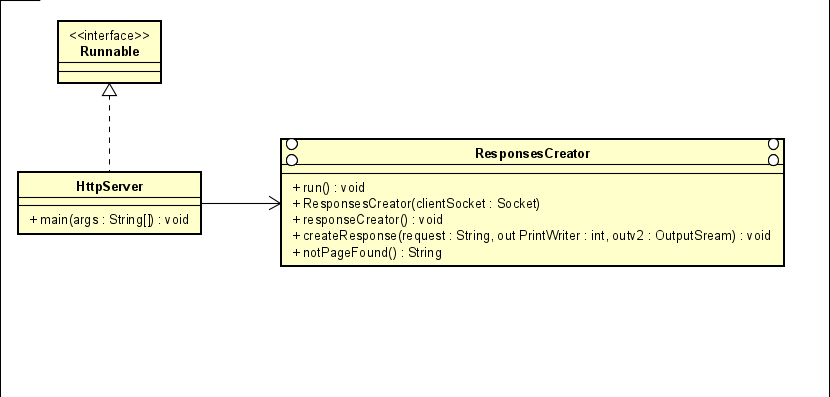 <<interface>>
Runnable
HttpServer
+ main(args : String[]) : void
ResponsesCreator
+ run() : void
+ ResponsesCreator(clientSocket : Socket)
+ responseCreator() : void
+ createResponse(request : String, out PrintWriter : int, outv2 : OutputSream) : void
+ notPageFound() : String